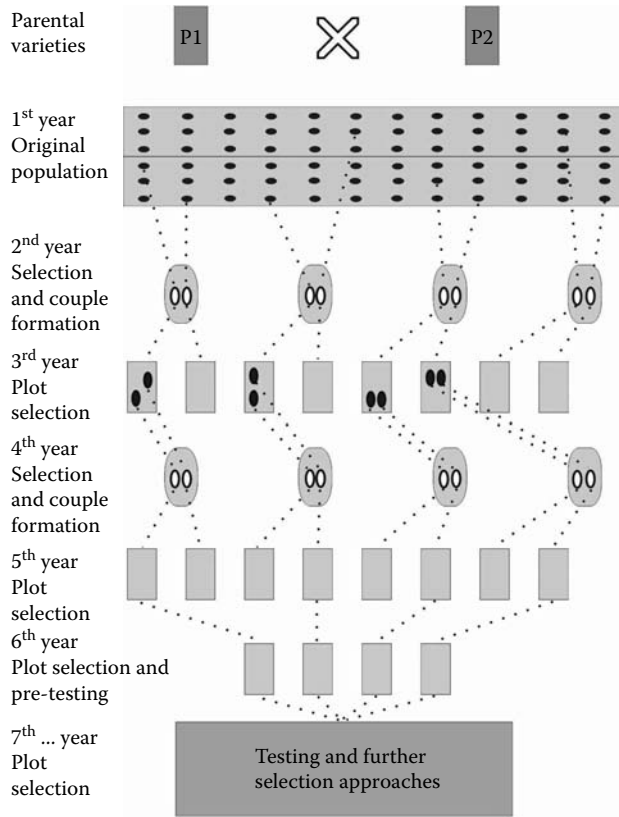 Parental
varieties
P1
P2
1st year
Original
population
2nd year
Selection
and couple
formation
3rd year
Plot
selection
4th year
Selection
and couple
formation
5th year
Plot
selection
6th year
Plot selection and
pre-testing
7th ... year
Plot
selection
Testing and further
selection approaches